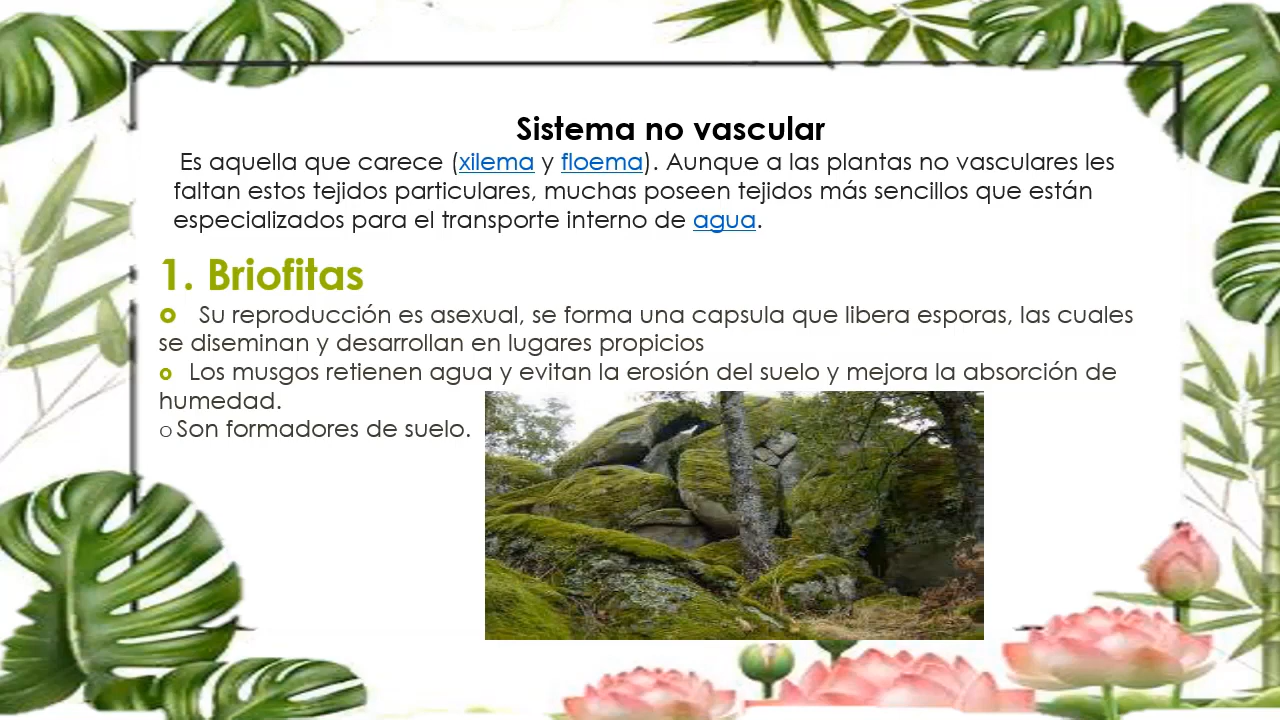 Sistema no vascular
Es aquella que carece (xilema y floema). Aunque a las plantas no vasculares les
faltan estos tejidos particulares, muchas poseen tejidos más sencillos que están
especializados para el transporte interno de agua.
1. Briofitas
Su reproducción es asexual, se forma una capsula que libera esporas, las cuales
se diseminan y desarrollan en lugares propicios
Los musgos retienen agua y evitan la erosión del suelo y mejora la absorción de
humedad.
Son formadores de suelo.